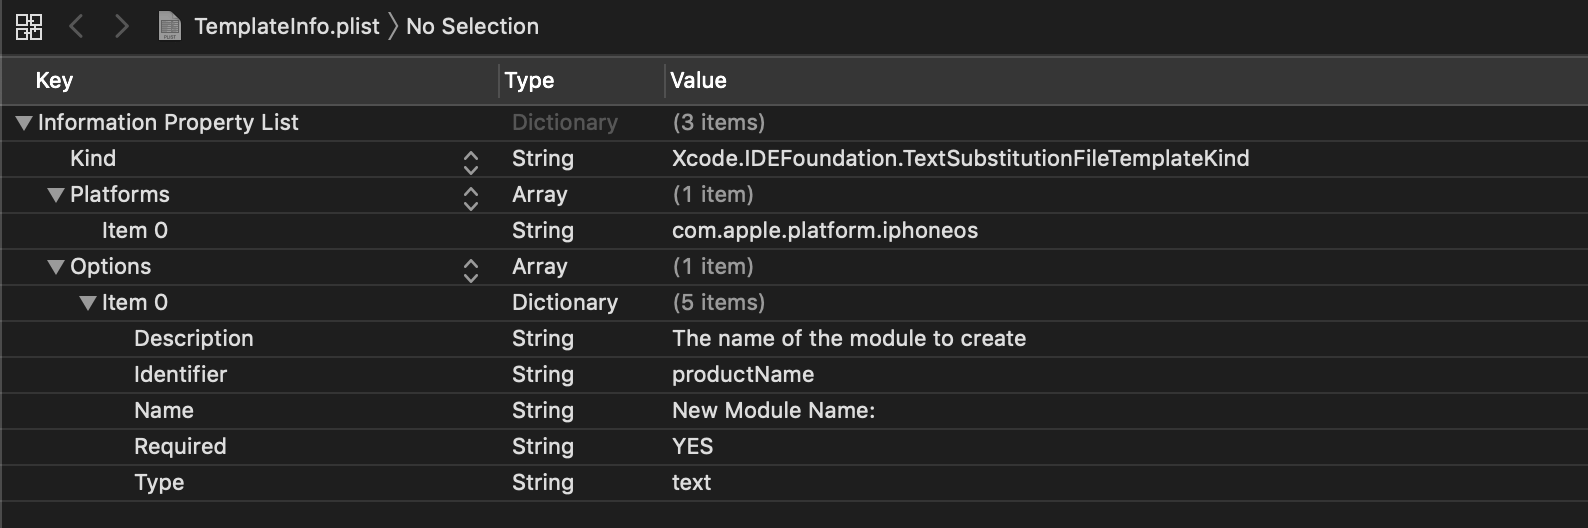 TemplateInfo.plist No Selection
Key Type Value
Information Property List Dictionary (3 items)
Kind String Xcode.IDEFoundation.TextSubstitutionFileTemplateKind
Platforms Array (1 item)
Item 0 String com.apple.platform.iphoneos
Options Array (1 item)
Item 0 Dictionary (5 items)
Description String The name of the module to create
Identifier String productName
Name String New Module Name:
Required String YES
Type String text